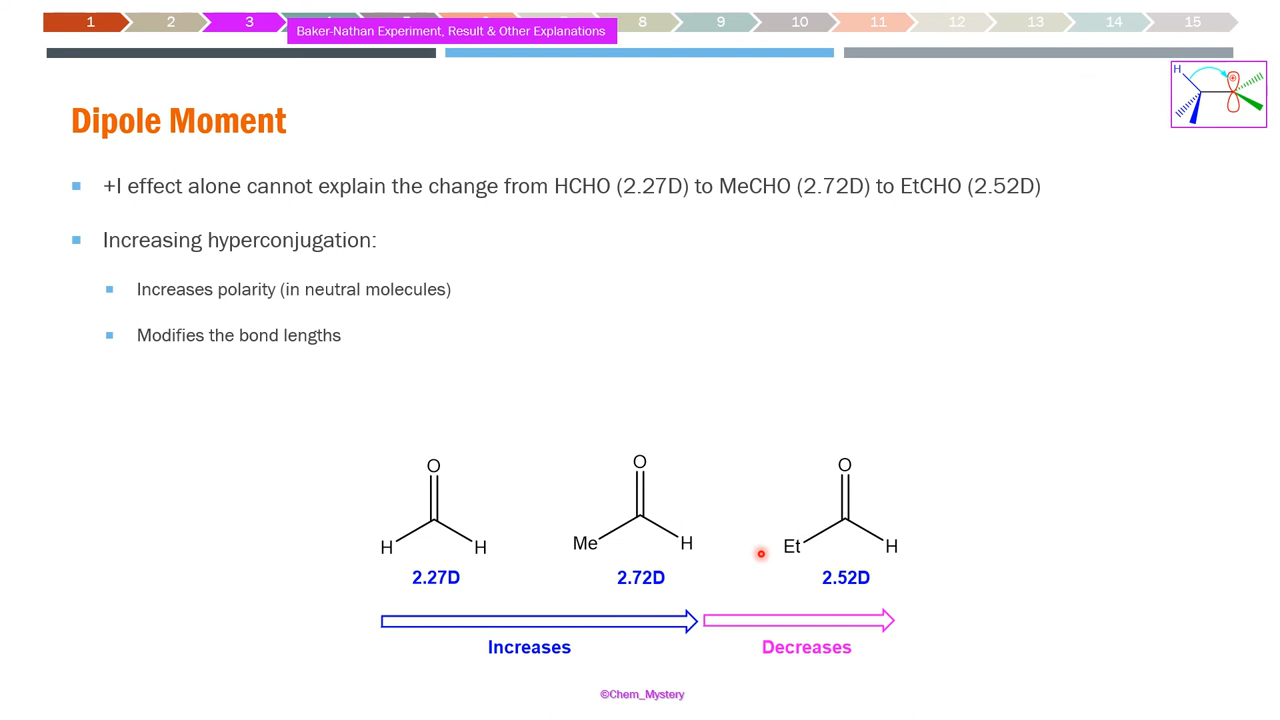 1 2 3 8 9 10 11 12 13 14 15
Baker-Nathan Experiment, Result & Other Explanations
H
Dipole Moment
+I effect alone cannot explain the change from HCHO (2.27D) to MeCHO (2.72D) to EtCHO (2.52D)
Increasing hyperconjugation:
Increases polarity (in neutral molecules)
Modifies the bond lengths
O O O
H H Me H Et H
2.27D 2.72D 2.52D
Increases Decreases
©Chem_Mystery